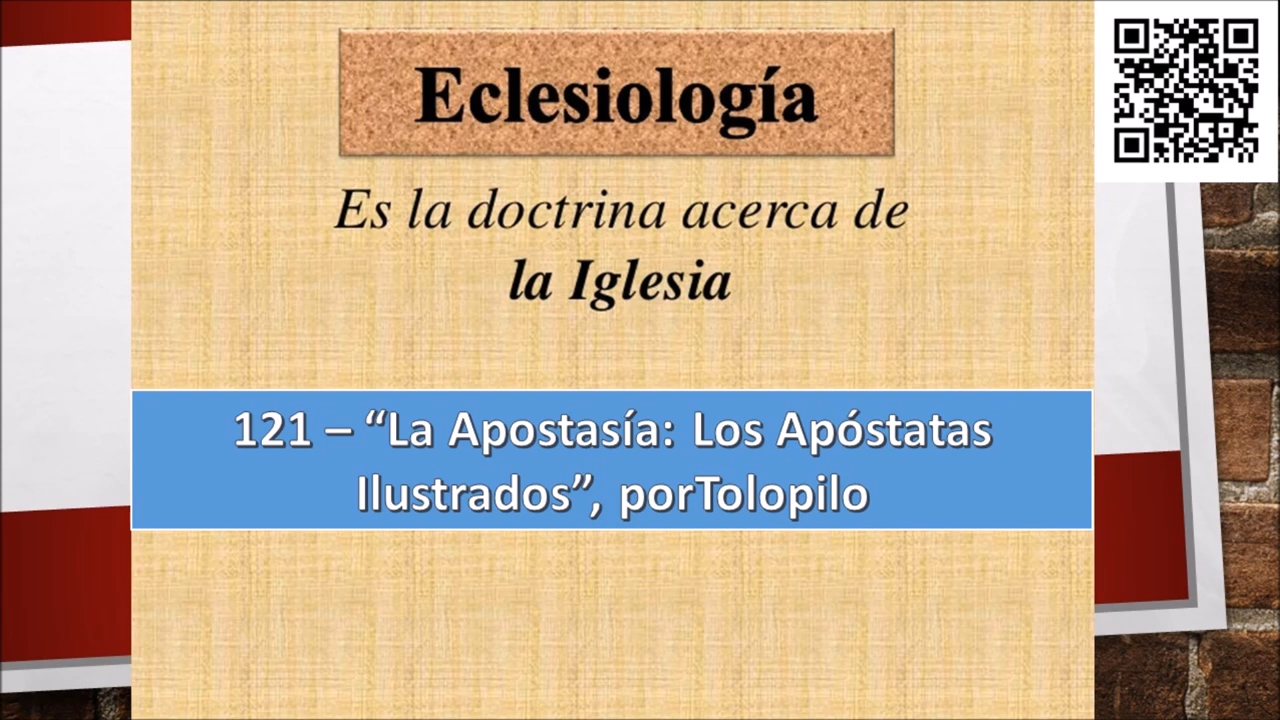 Eclesiología
Es la doctrina acerca de
la Iglesia
121 – “La Apostasía: Los Apóstatas
Ilustrados”, porTolopilo